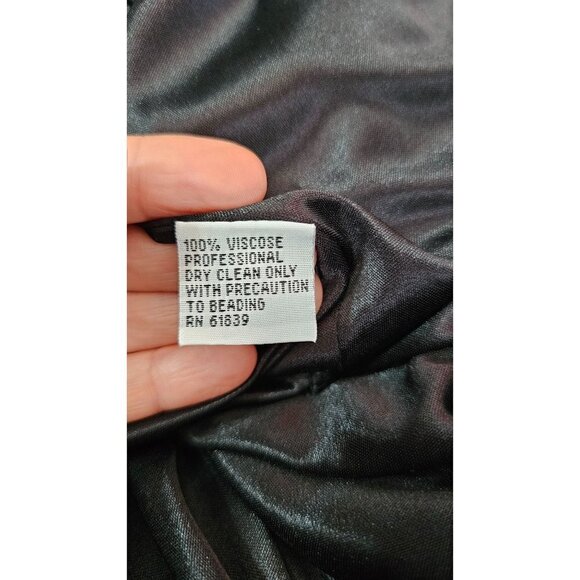 100% VISCOSE
PROFESSIONAL
DRY CLEAN ONLY
WITH PRECAUTION
TO BEADING
RN 61839